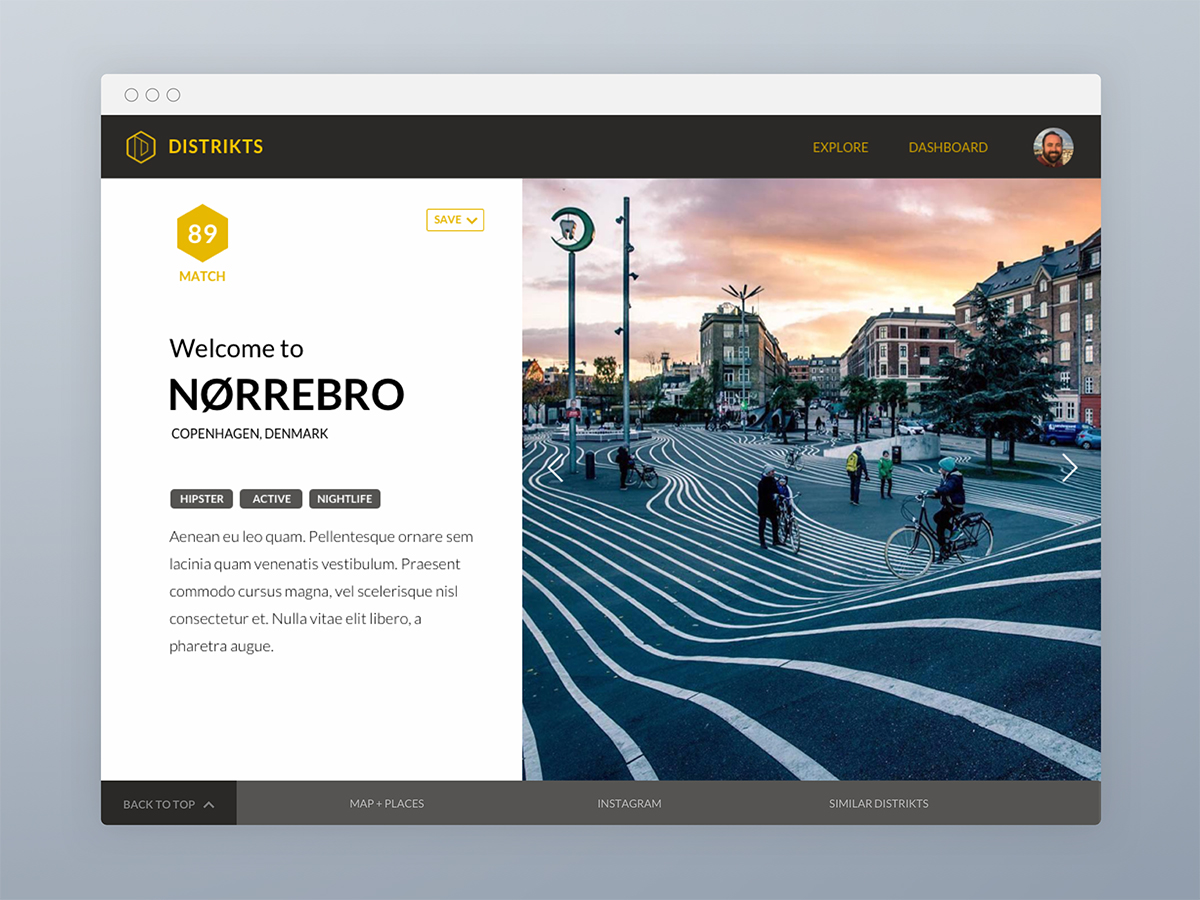 DISTRIKTS
EXPLORE
DASHBOARD
89
MATCH
SAVE
Welcome to
NØRREBRO
COPENHAGEN, DENMARK
HIPSTER
ACTIVE
NIGHTLIFE
Aenean eu leo quam. Pellentesque ornare sem
lacinia quam venenatis vestibulum. Praesent
commodo cursus magna, vel scelerisque nisl
consectetur et. Nulla vitae elit libero, a
pharetra augue.
BACK TO TOP
MAP + PLACES
INSTAGRAM
SIMILAR DISTRIKTS